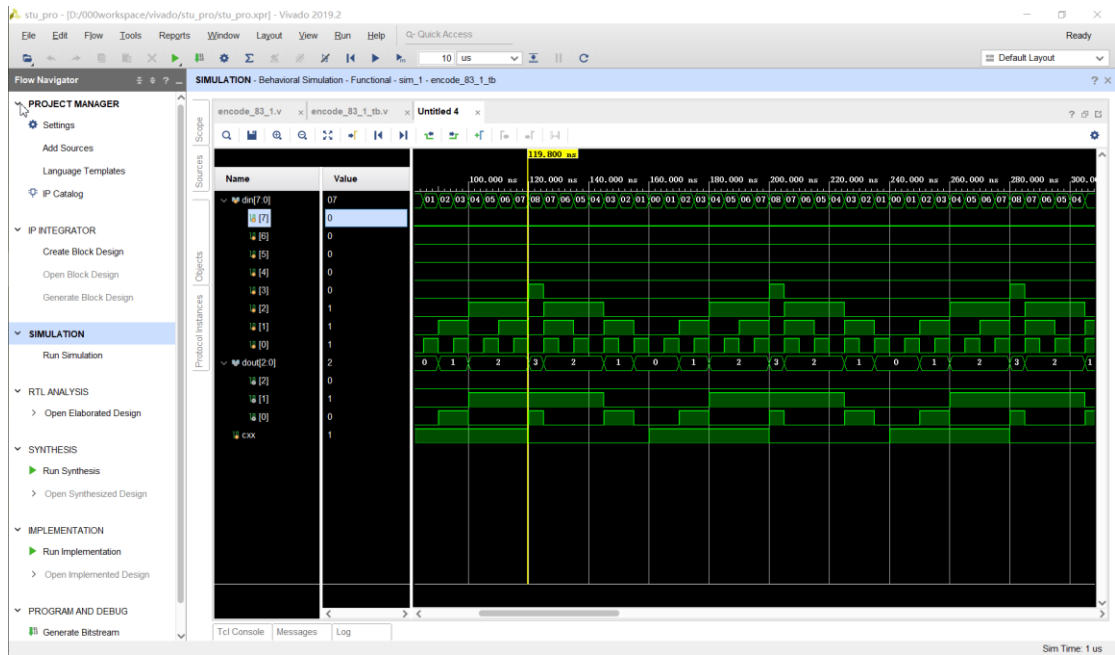 stu_pro - [D:/000workspace/vivado/stu_pro/stu_pro.xpr] - Vivado 2019.2
File Edit Flow Tools Reports Window Layout View Run Help Q- Quick Access Ready
10 us Default Layout
Flow Navigator
SIMULATION - Behavioral Simulation - Functional - sim_1 - encode_83_1_tb
PROJECT MANAGER
Settings
Add Sources
Language Templates
IP Catalog
IP INTEGRATOR
Create Block Design
Open Block Design
Generate Block Design
SIMULATION
Run Simulation
RTL ANALYSIS
Open Elaborated Design
SYNTHESIS
Run Synthesis
Open Synthesized Design
IMPLEMENTATION
Run Implementation
Open Implemented Design
PROGRAM AND DEBUG
Generate Bitstream
Scope
Sources
Objects
Protocol Instances
encode_83_1.v encode_83_1_tb.v Untitled 4
119.800 ns
Name Value
100.000 ns 120.000 ns 140.000 ns 160.000 ns 180.000 ns 200.000 ns 220.000 ns 240.000 ns 260.000 ns 280.000 ns 300.0
din[7:0] 07 01 02 03 04 05 06 07 08 07 06 05 04 03 02 01 00 01 02 03 04 05 06 07 08 07 06 05 04 03 02 01 00 01 02 03 04 05 06 07 08 07 06 05 04
[7] 0
[6] 0
[5] 0
[4] 0
[3] 0
[2] 1
[1] 1
[0] 1
dout[2:0] 2 0 1 2 3 2 1 0 1 2 3 2 1 0 1 2 3 2 1
[2] 0
[1] 1
[0] 0
cxx 1
Tcl Console Messages Log
Sim Time: 1 us